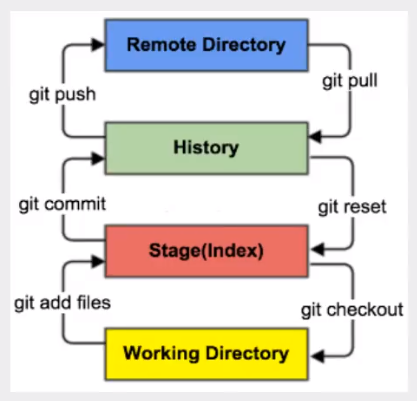 Remote Directory
git push
git pull
History
git commit
git reset
Stage(Index)
git add files
git checkout
Working Directory